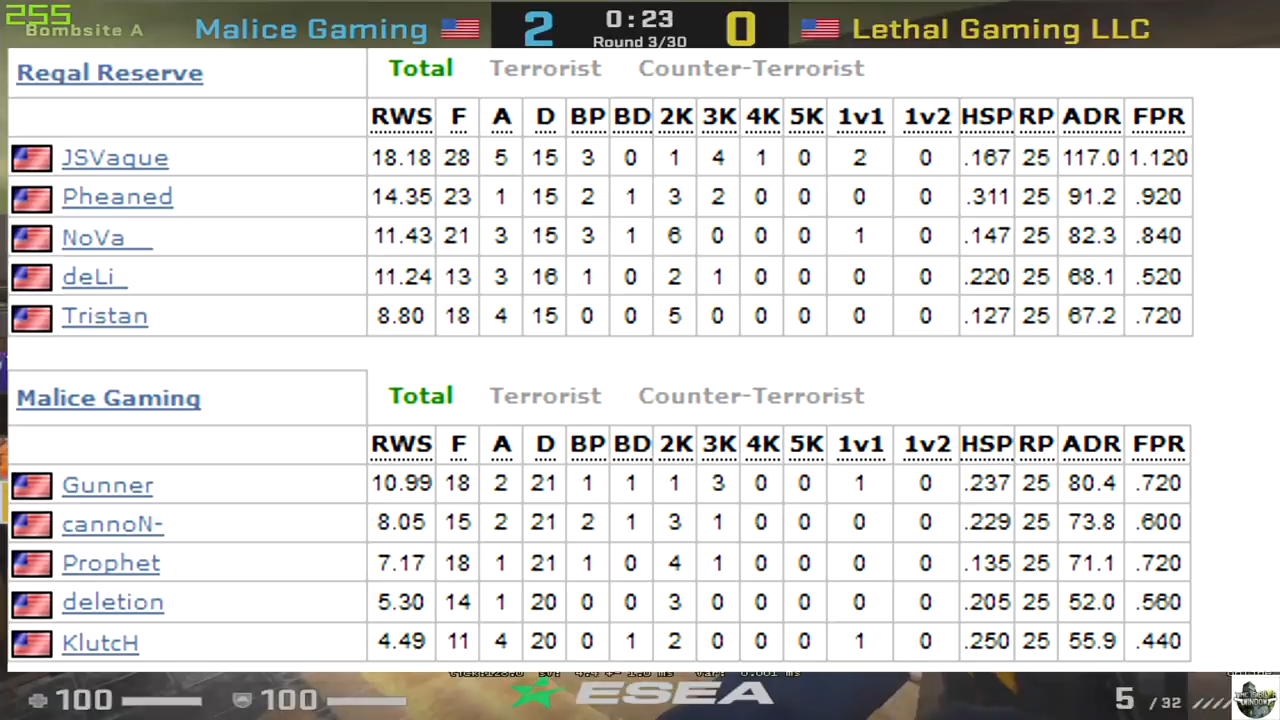 255
Bombsite A Malice Gaming 2 0:23 0 Lethal Gaming LLC
Round 3/30
Regal Reserve Total Terrorist Counter-Terrorist
RWS F A D BP BD 2K 3K 4K 5K 1v1 1v2 HSP RP ADR FPR
JSVague 18.18 28 5 15 3 0 1 4 1 0 2 0 .167 25 117.0 1.120
Pheaned 14.35 23 1 15 2 1 3 2 0 0 0 0 .311 25 91.2 .920
NoVa__ 11.43 21 3 15 3 1 6 0 0 0 1 0 .147 25 82.3 .840
deLi_ 11.24 13 3 16 1 0 2 1 0 0 0 0 .220 25 68.1 .520
Tristan 8.80 18 4 15 0 0 5 0 0 0 0 0 .127 25 67.2 .720
Malice Gaming Total Terrorist Counter-Terrorist
RWS F A D BP BD 2K 3K 4K 5K 1v1 1v2 HSP RP ADR FPR
Gunner 10.99 18 2 21 1 1 1 3 0 0 1 0 .237 25 80.4 .720
cannoN- 8.05 15 2 21 2 1 3 1 0 0 0 0 .229 25 73.8 .600
Prophet 7.17 18 1 21 1 0 4 1 0 0 0 0 .135 25 71.1 .720
deletion 5.30 14 1 20 0 0 3 0 0 0 0 0 .205 25 52.0 .560
KlutcH 4.49 11 4 20 0 1 2 0 0 0 1 0 .250 25 55.9 .440
100 100 ESEA 5 / 32